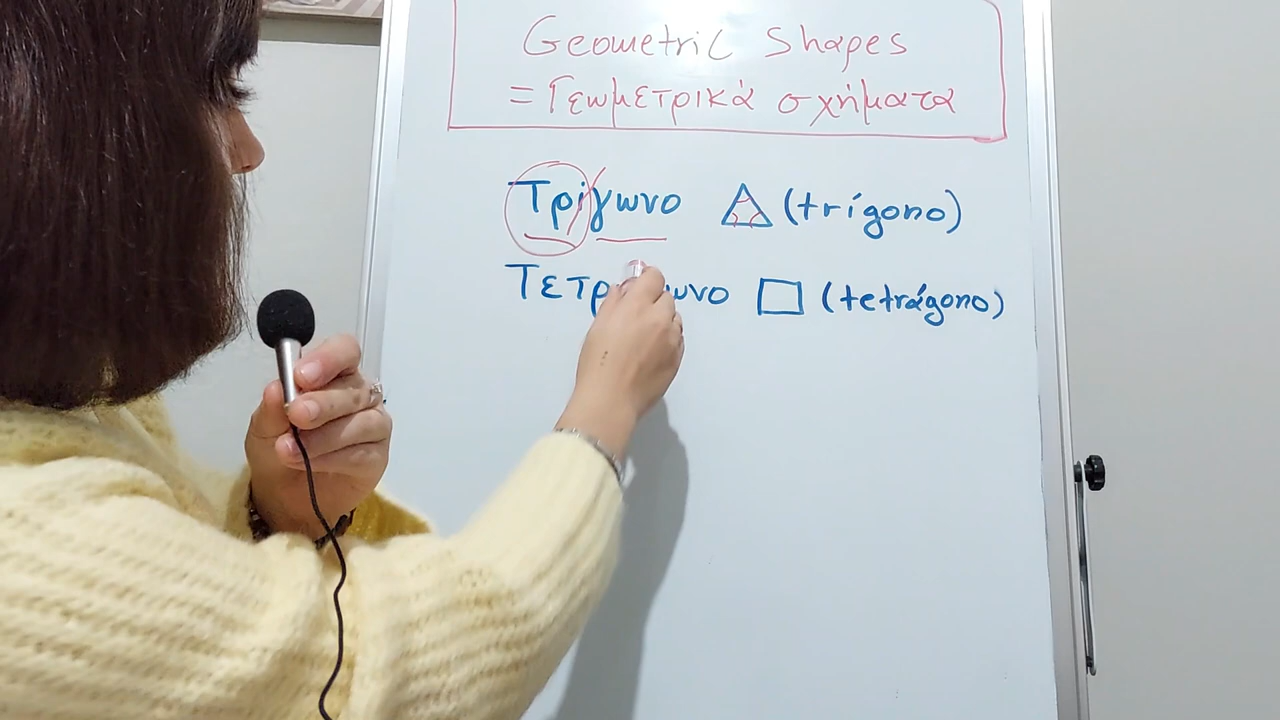 Geometric Shapes
= Γεωμετρικά σχήματα
Τρίγωνο (trígono)
(tetrágono)